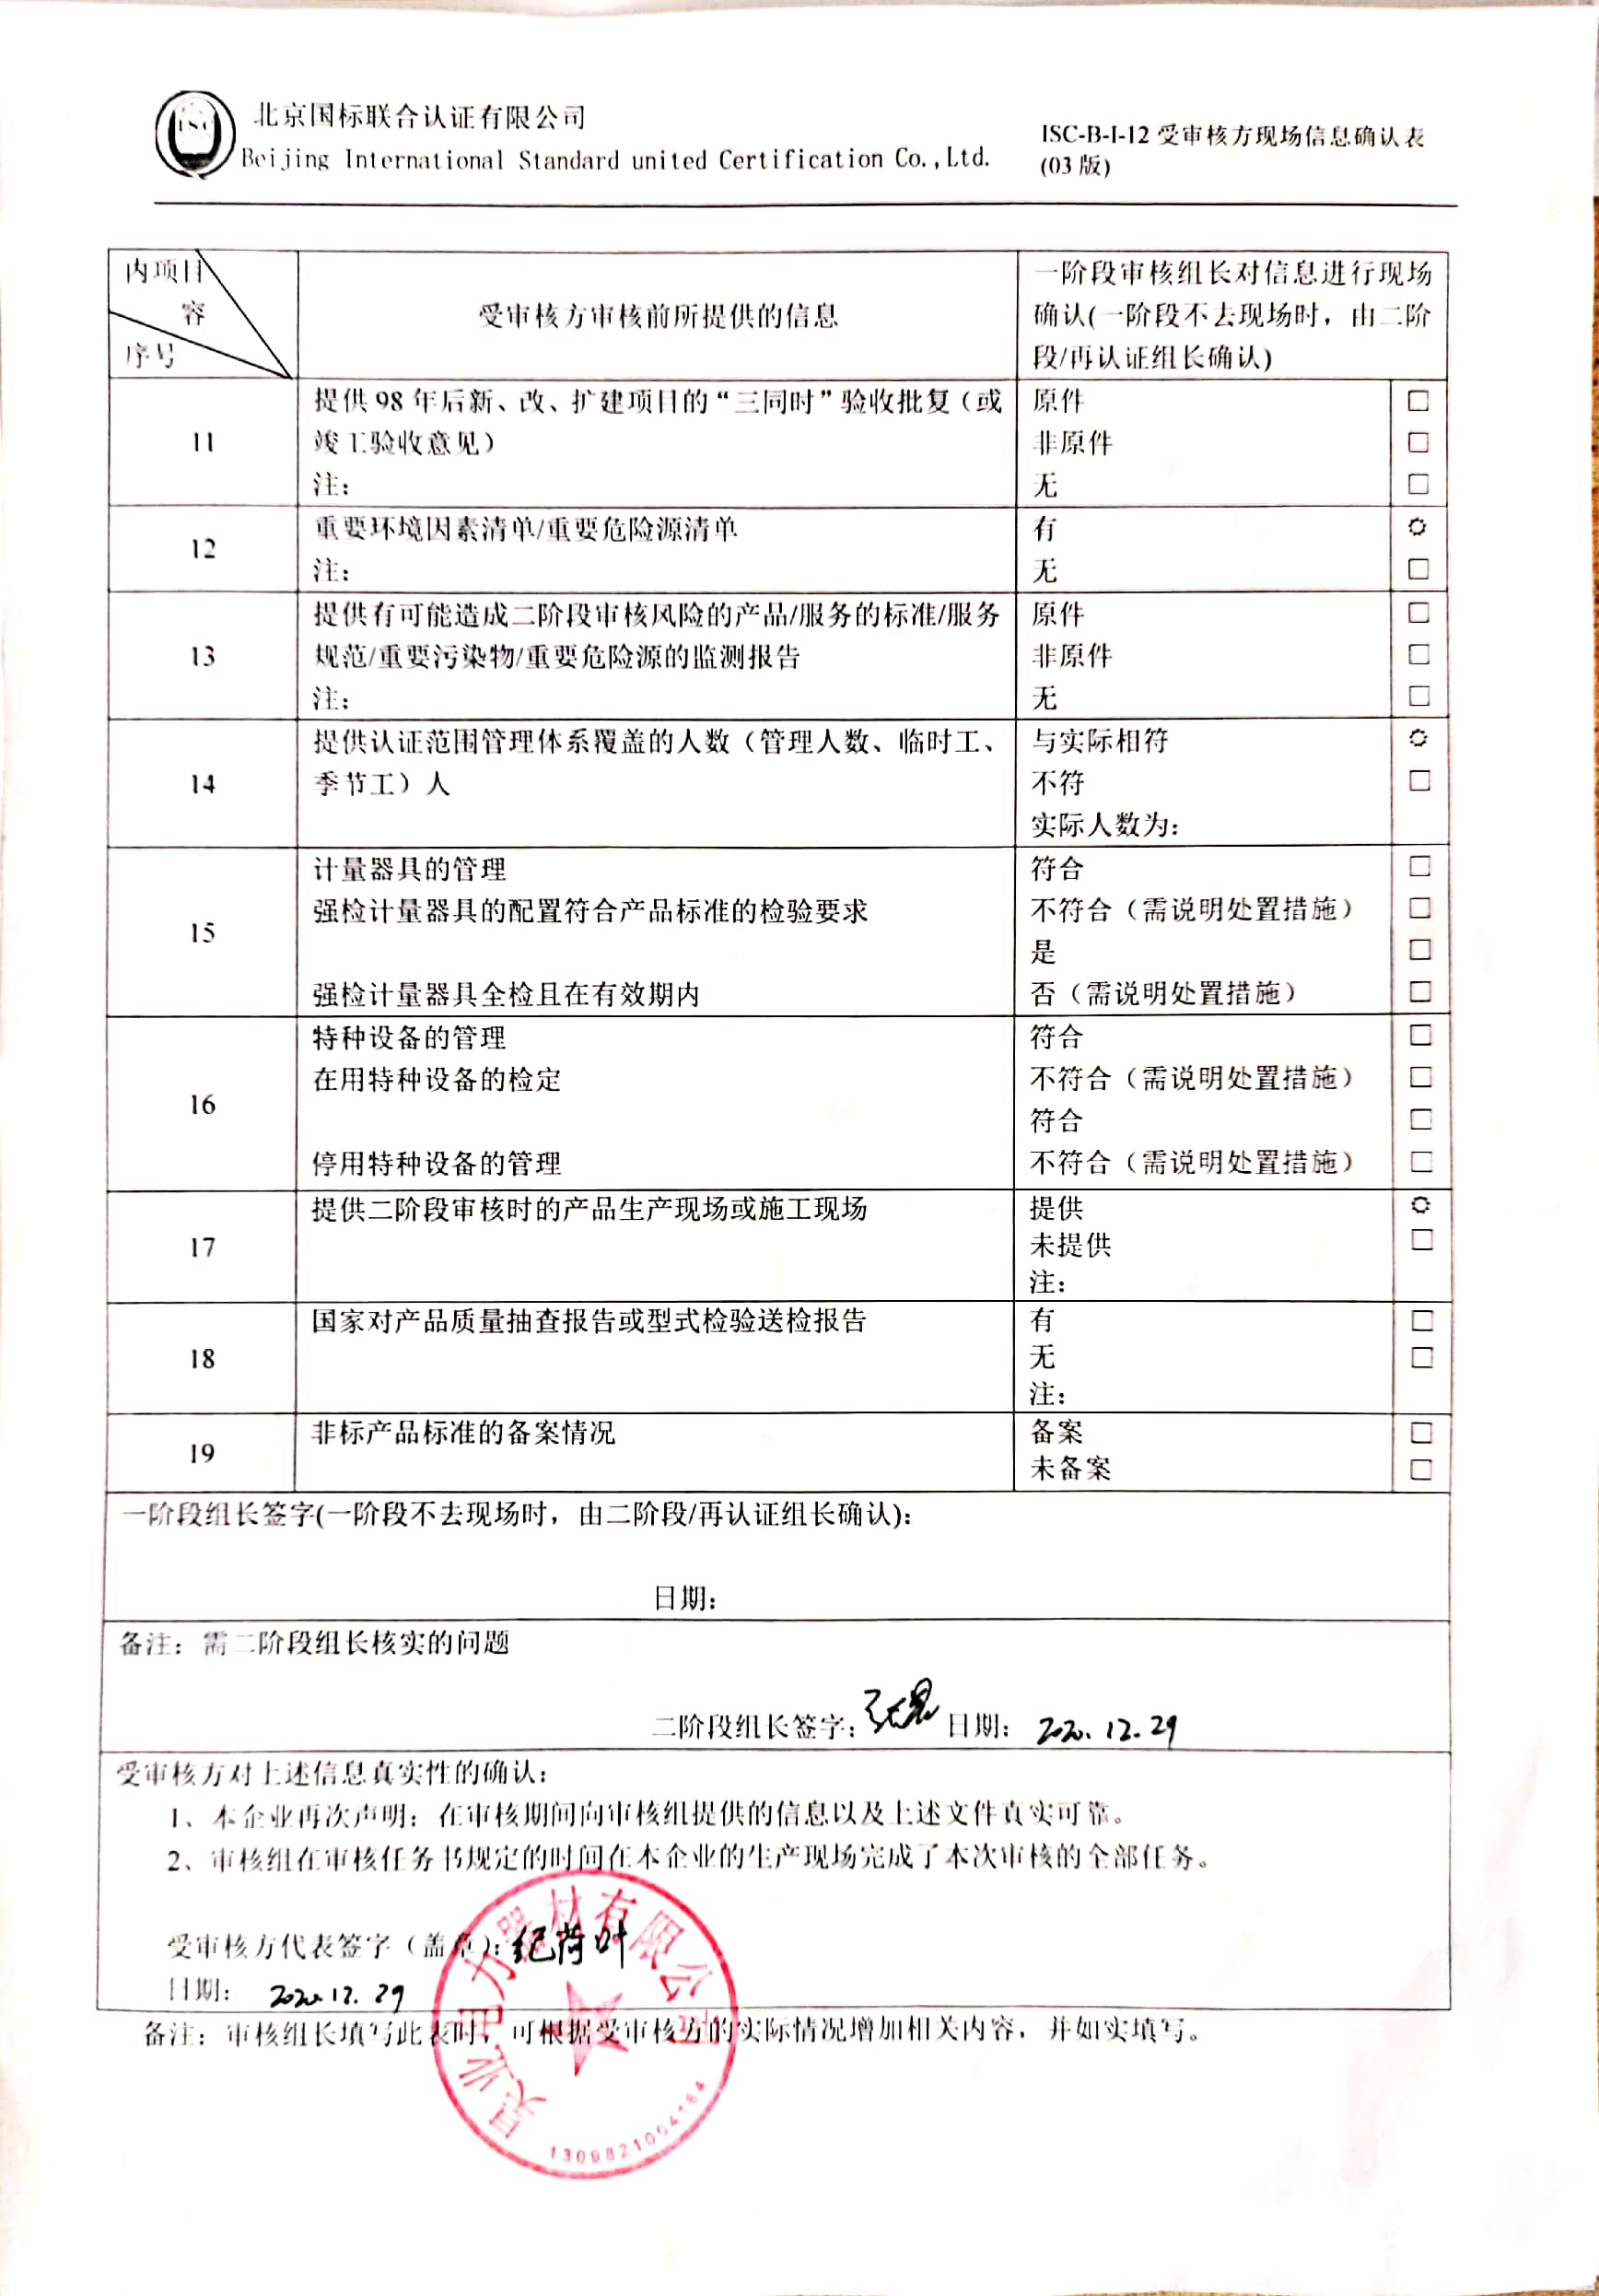 ISC
北京国标联合认证有限公司
Beijing International Standard united Certification Co.,Ltd.
ISC-B-I-12 受审核方现场信息确认表
(03 版)
内项目
容
序号
受审核方审核前所提供的信息
一阶段审核组长对信息进行现场
确认(一阶段不去现场时，由二阶
段/再认证组长确认)
11
提供 98 年后新、改、扩建项目的“三同时”验收批复（或
竣工验收意见）
注：
原件 □
非原件 □
无 □
12
重要环境因素清单/重要危险源清单
注：
有
无 □
13
提供有可能造成二阶段审核风险的产品/服务的标准/服务
规范/重要污染物/重要危险源的监测报告
注：
原件 □
非原件 □
无 □
14
提供认证范围管理体系覆盖的人数（管理人数、临时工、
季节工）人
与实际相符
不符 □
实际人数为：
15
计量器具的管理
强检计量器具的配置符合产品标准的检验要求
强检计量器具全检且在有效期内
符合 □
不符合（需说明处置措施） □
是 □
否（需说明处置措施） □
16
特种设备的管理
在用特种设备的检定
停用特种设备的管理
符合 □
不符合（需说明处置措施） □
符合 □
不符合（需说明处置措施） □
17
提供二阶段审核时的产品生产现场或施工现场
提供
未提供 □
注：
18
国家对产品质量抽查报告或型式检验送检报告
有 □
无 □
注：
19
非标产品标准的备案情况
备案 □
未备案 □
一阶段组长签字(一阶段不去现场时，由二阶段/再认证组长确认)：
日期：
备注：需二阶段组长核实的问题
二阶段组长签字： 日期： 2020.12.29
受审核方对上述信息真实性的确认：
1、本企业再次声明：在审核期间向审核组提供的信息以及上述文件真实可靠。
2、审核组在审核任务书规定的时间在本企业的生产现场完成了本次审核的全部任务。
受审核方代表签字（盖章）：纪荷叶
日期： 2020.12.29
备注：审核组长填写此表时，可根据受审核方的实际情况增加相关内容，并如实填写。
昊业电力器材有限公司
1309821004164